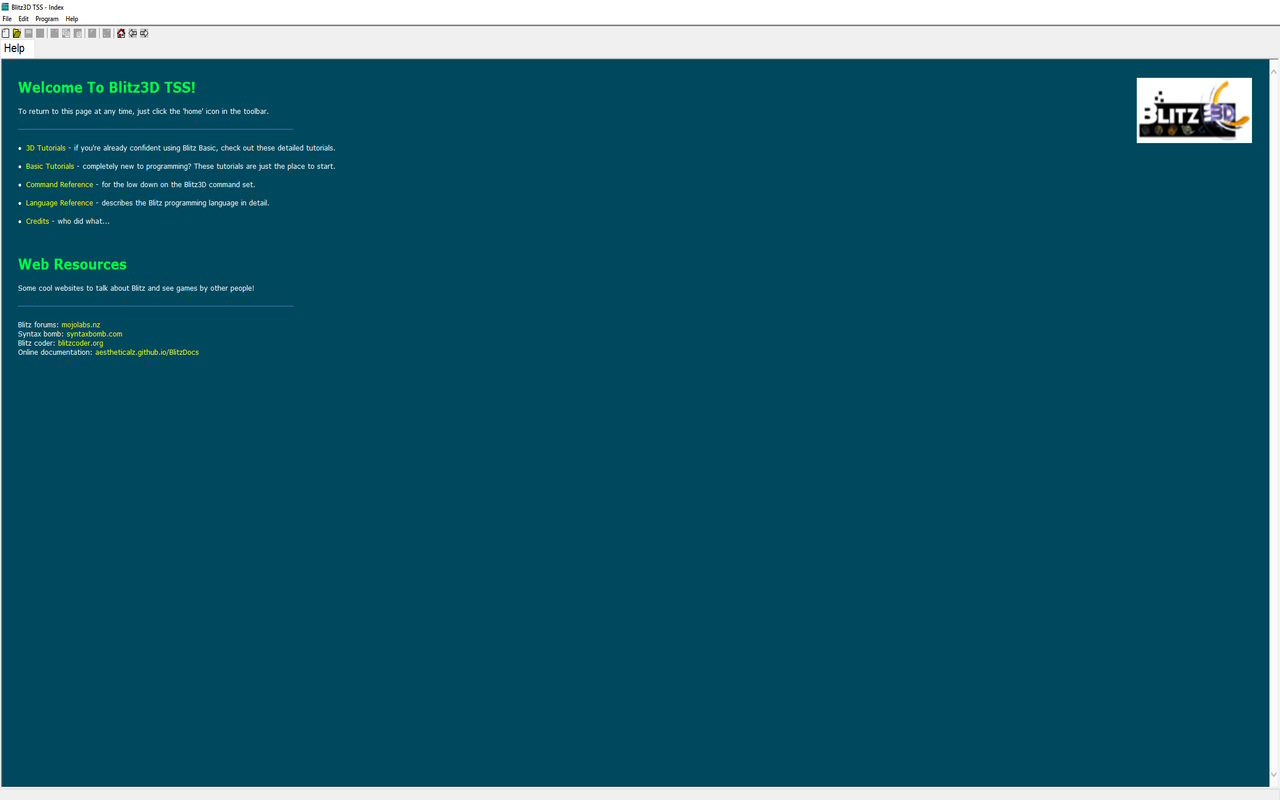 Blitz3D TSS - Index
File Edit Program Help
Help
Welcome To Blitz3D TSS!
BLITZ 3D
To return to this page at any time, just click the 'home' icon in the toolbar.
• 3D Tutorials - if you're already confident using Blitz Basic, check out these detailed tutorials.
• Basic Tutorials - completely new to programming? These tutorials are just the place to start.
• Command Reference - for the low down on the Blitz3D command set.
• Language Reference - describes the Blitz programming language in detail.
• Credits - who did what...
Web Resources
Some cool websites to talk about Blitz and see games by other people!
Blitz forums: mojolabs.nz
Syntax bomb: syntaxbomb.com
Blitz coder: blitzcoder.org
Online documentation: aestheticalz.github.io/BlitzDocs